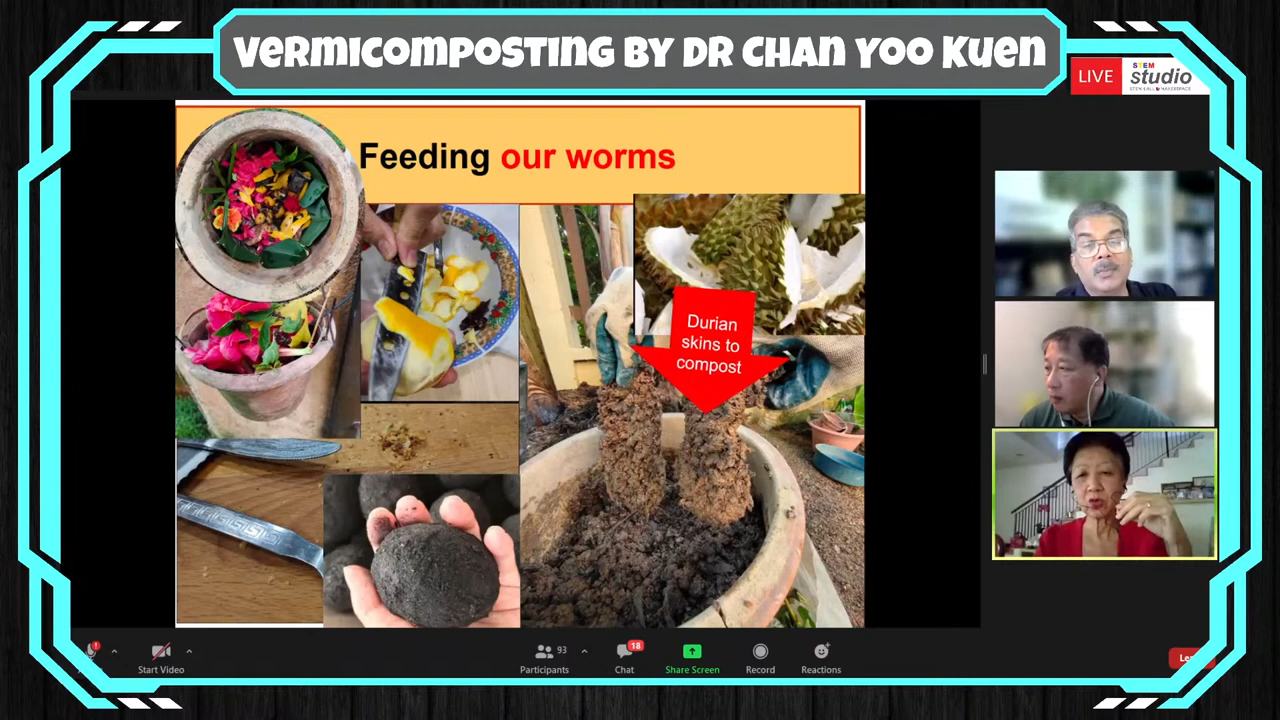 VERMICOMPOSTING BY DR CHAN YOO KUEN
LIVE
STEM
studio
Feeding our worms
Durian
skins to
compost
Start Video
93
Participants
18
Chat
Share Screen
Record
Reactions